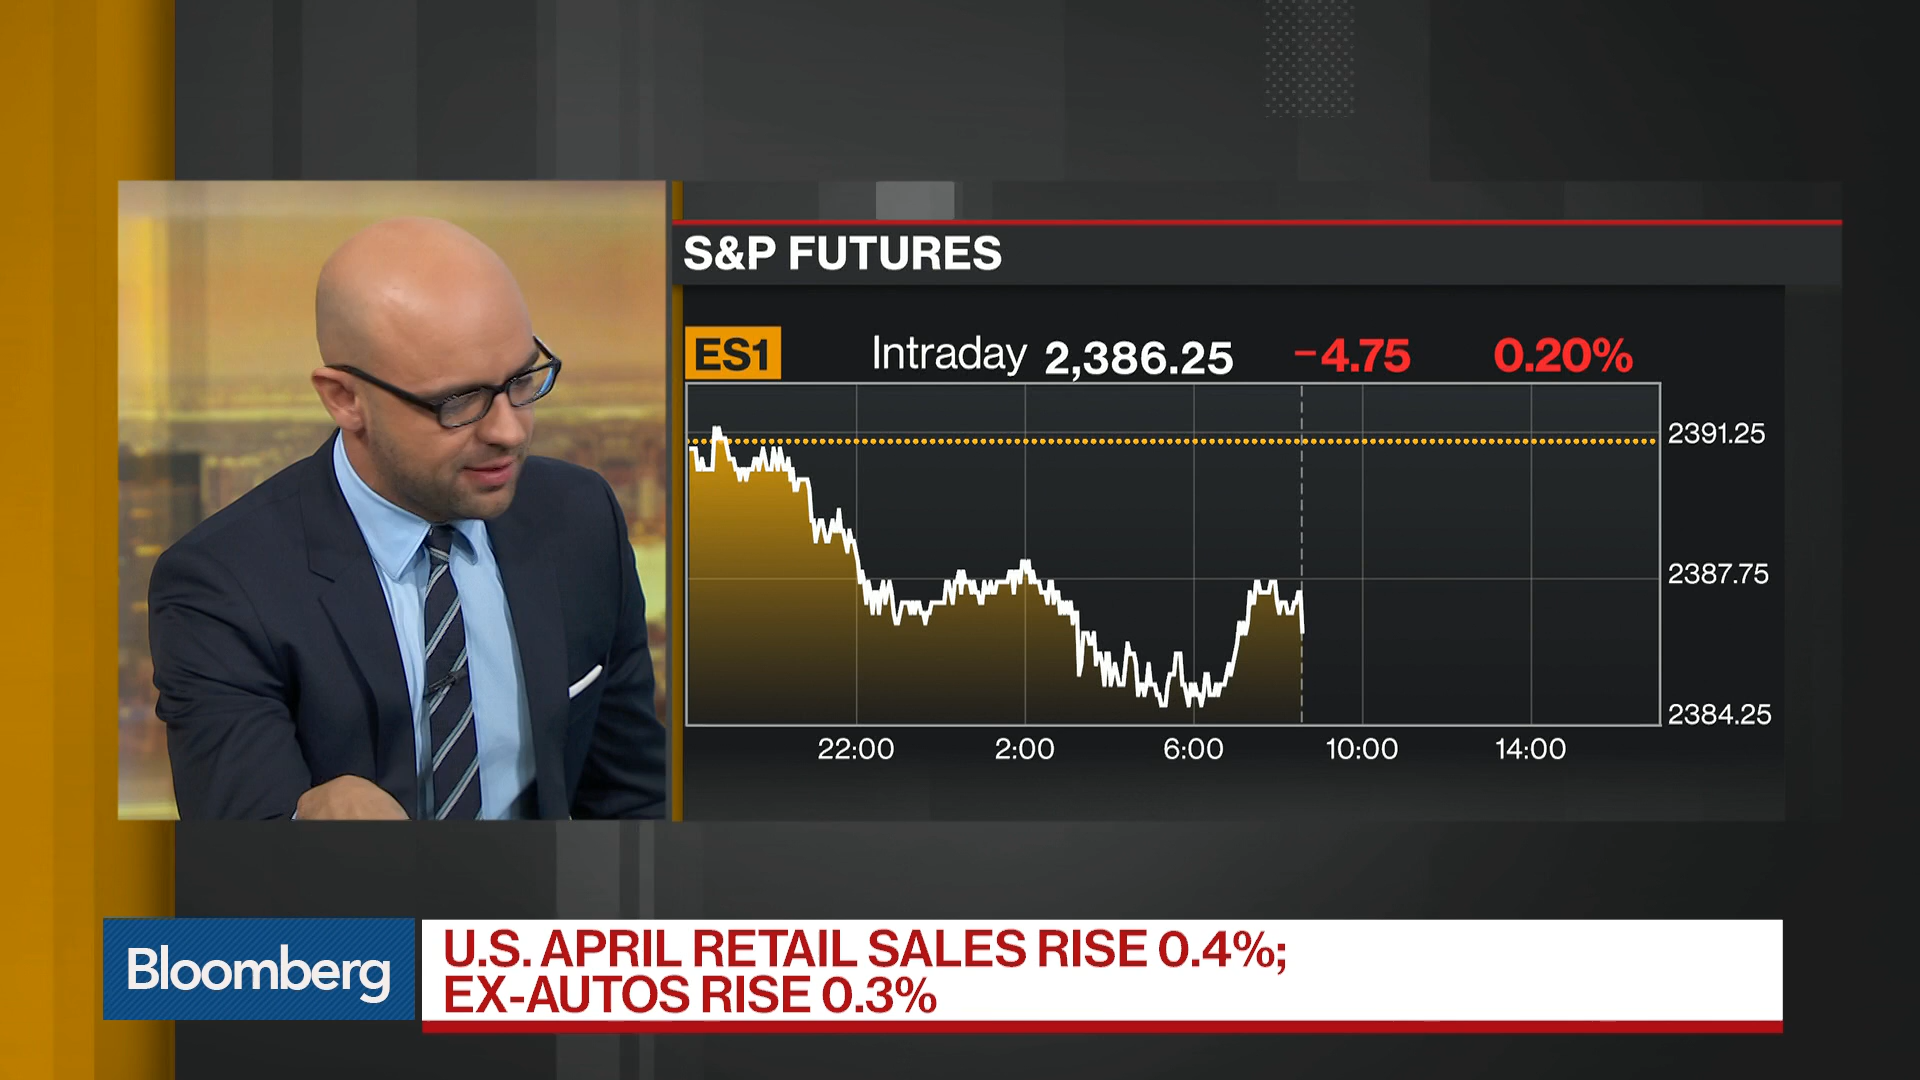 S&P FUTURES
ES1 Intraday 2,386.25 −4.75 0.20%
2391.25
2387.75
2384.25
22:00 2:00 6:00 10:00 14:00
Bloomberg
U.S. APRIL RETAIL SALES RISE 0.4%;
EX-AUTOS RISE 0.3%